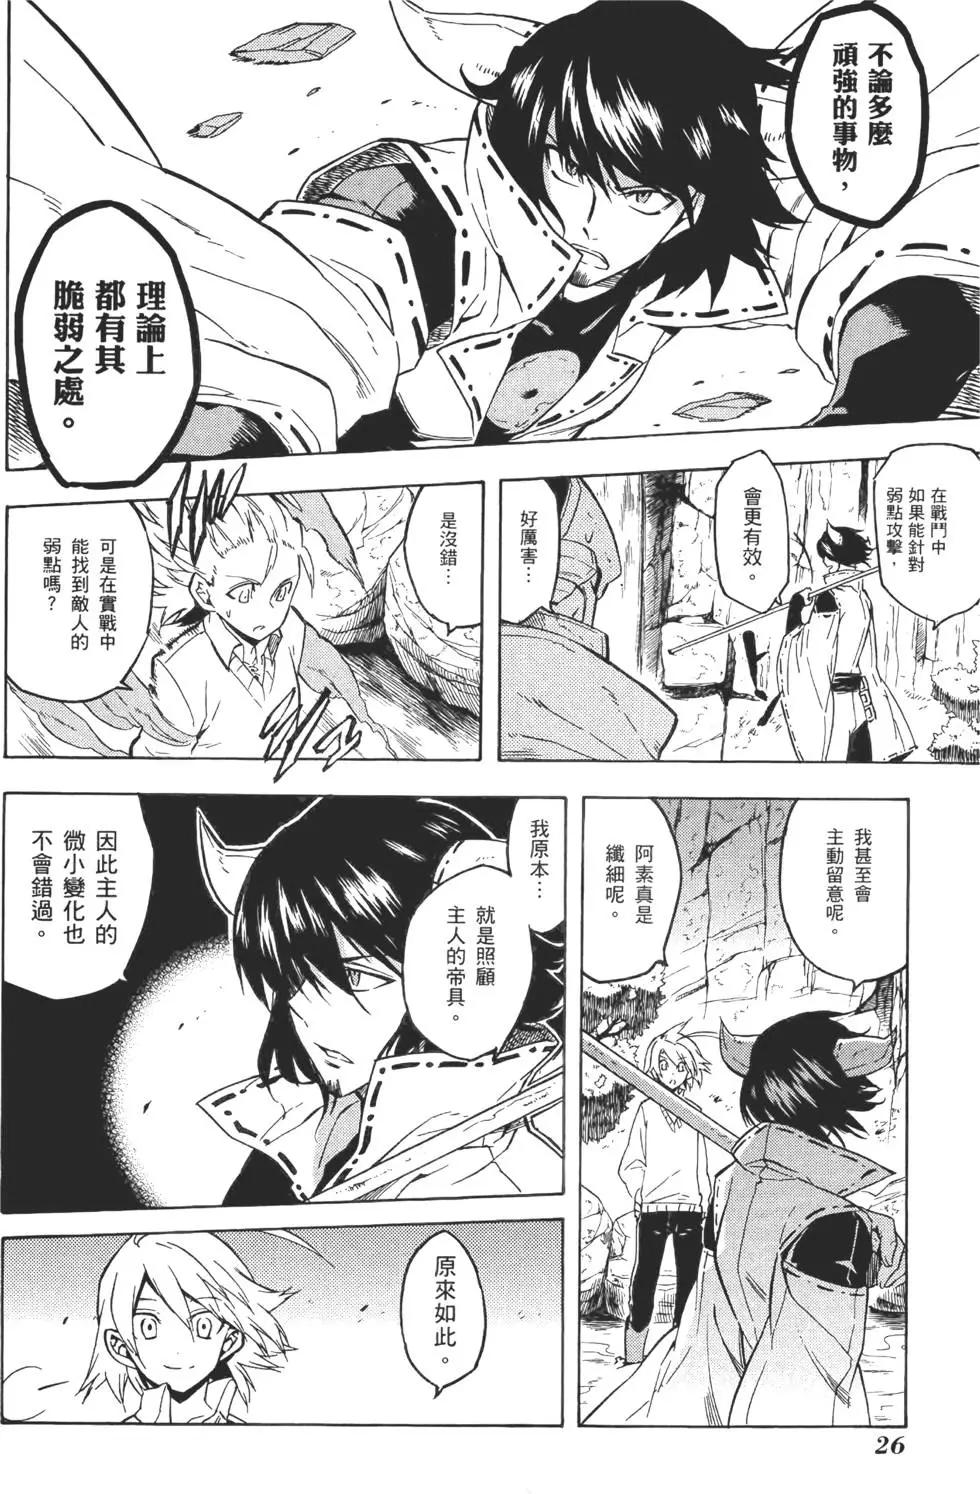 不論多麼
頑強的事物，
理論上
都有其
脆弱之處。
在戰鬥中
如果能針對
弱點攻擊，
會更有效。
好厲害…
是沒錯…
可是在實戰中
能找到敵人的
弱點嗎？
我甚至會
主動留意呢。
阿素真是
纖細呢。
我原本…
就是照顧
主人的帝具。
因此主人的
微小變化也
不會錯過。
原來如此。
26